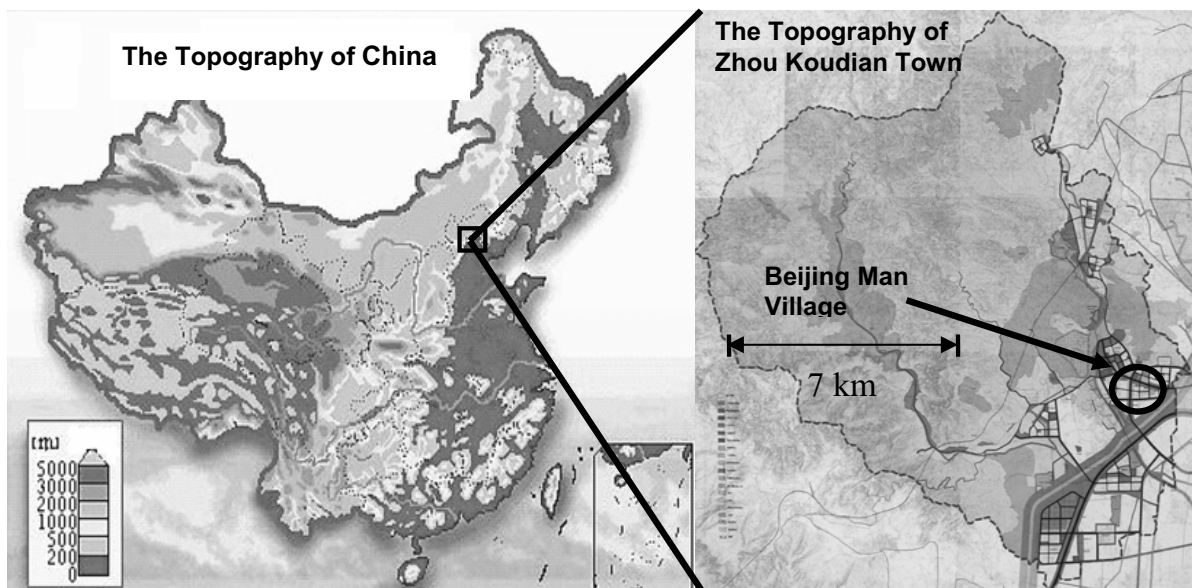 The Topography of China
[m]
5000
3000
2000
1000
500
200
0
The Topography of
Zhou Koudian Town
Beijing Man
Village
7 km